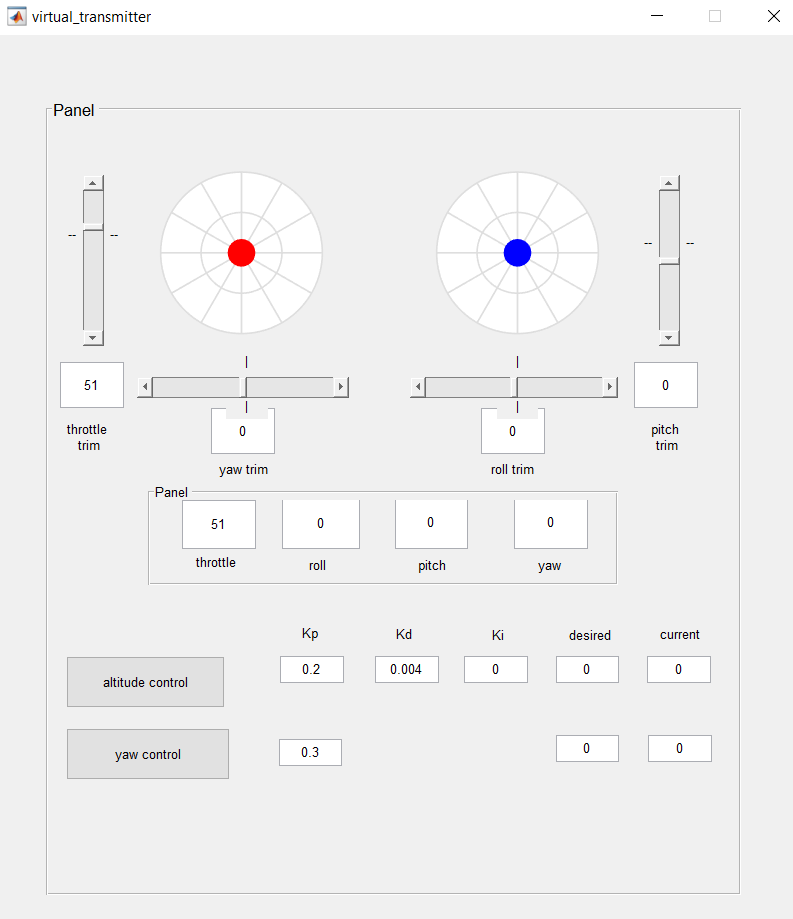 virtual_transmitter
Panel
-- -- -- --
| |
51 0
| |
throttle
trim
0 0
pitch
trim
yaw trim roll trim
Panel
51 0 0 0
throttle roll pitch yaw
Kp Kd Ki desired current
altitude control 0.2 0.004 0 0 0
yaw control 0.3 0 0